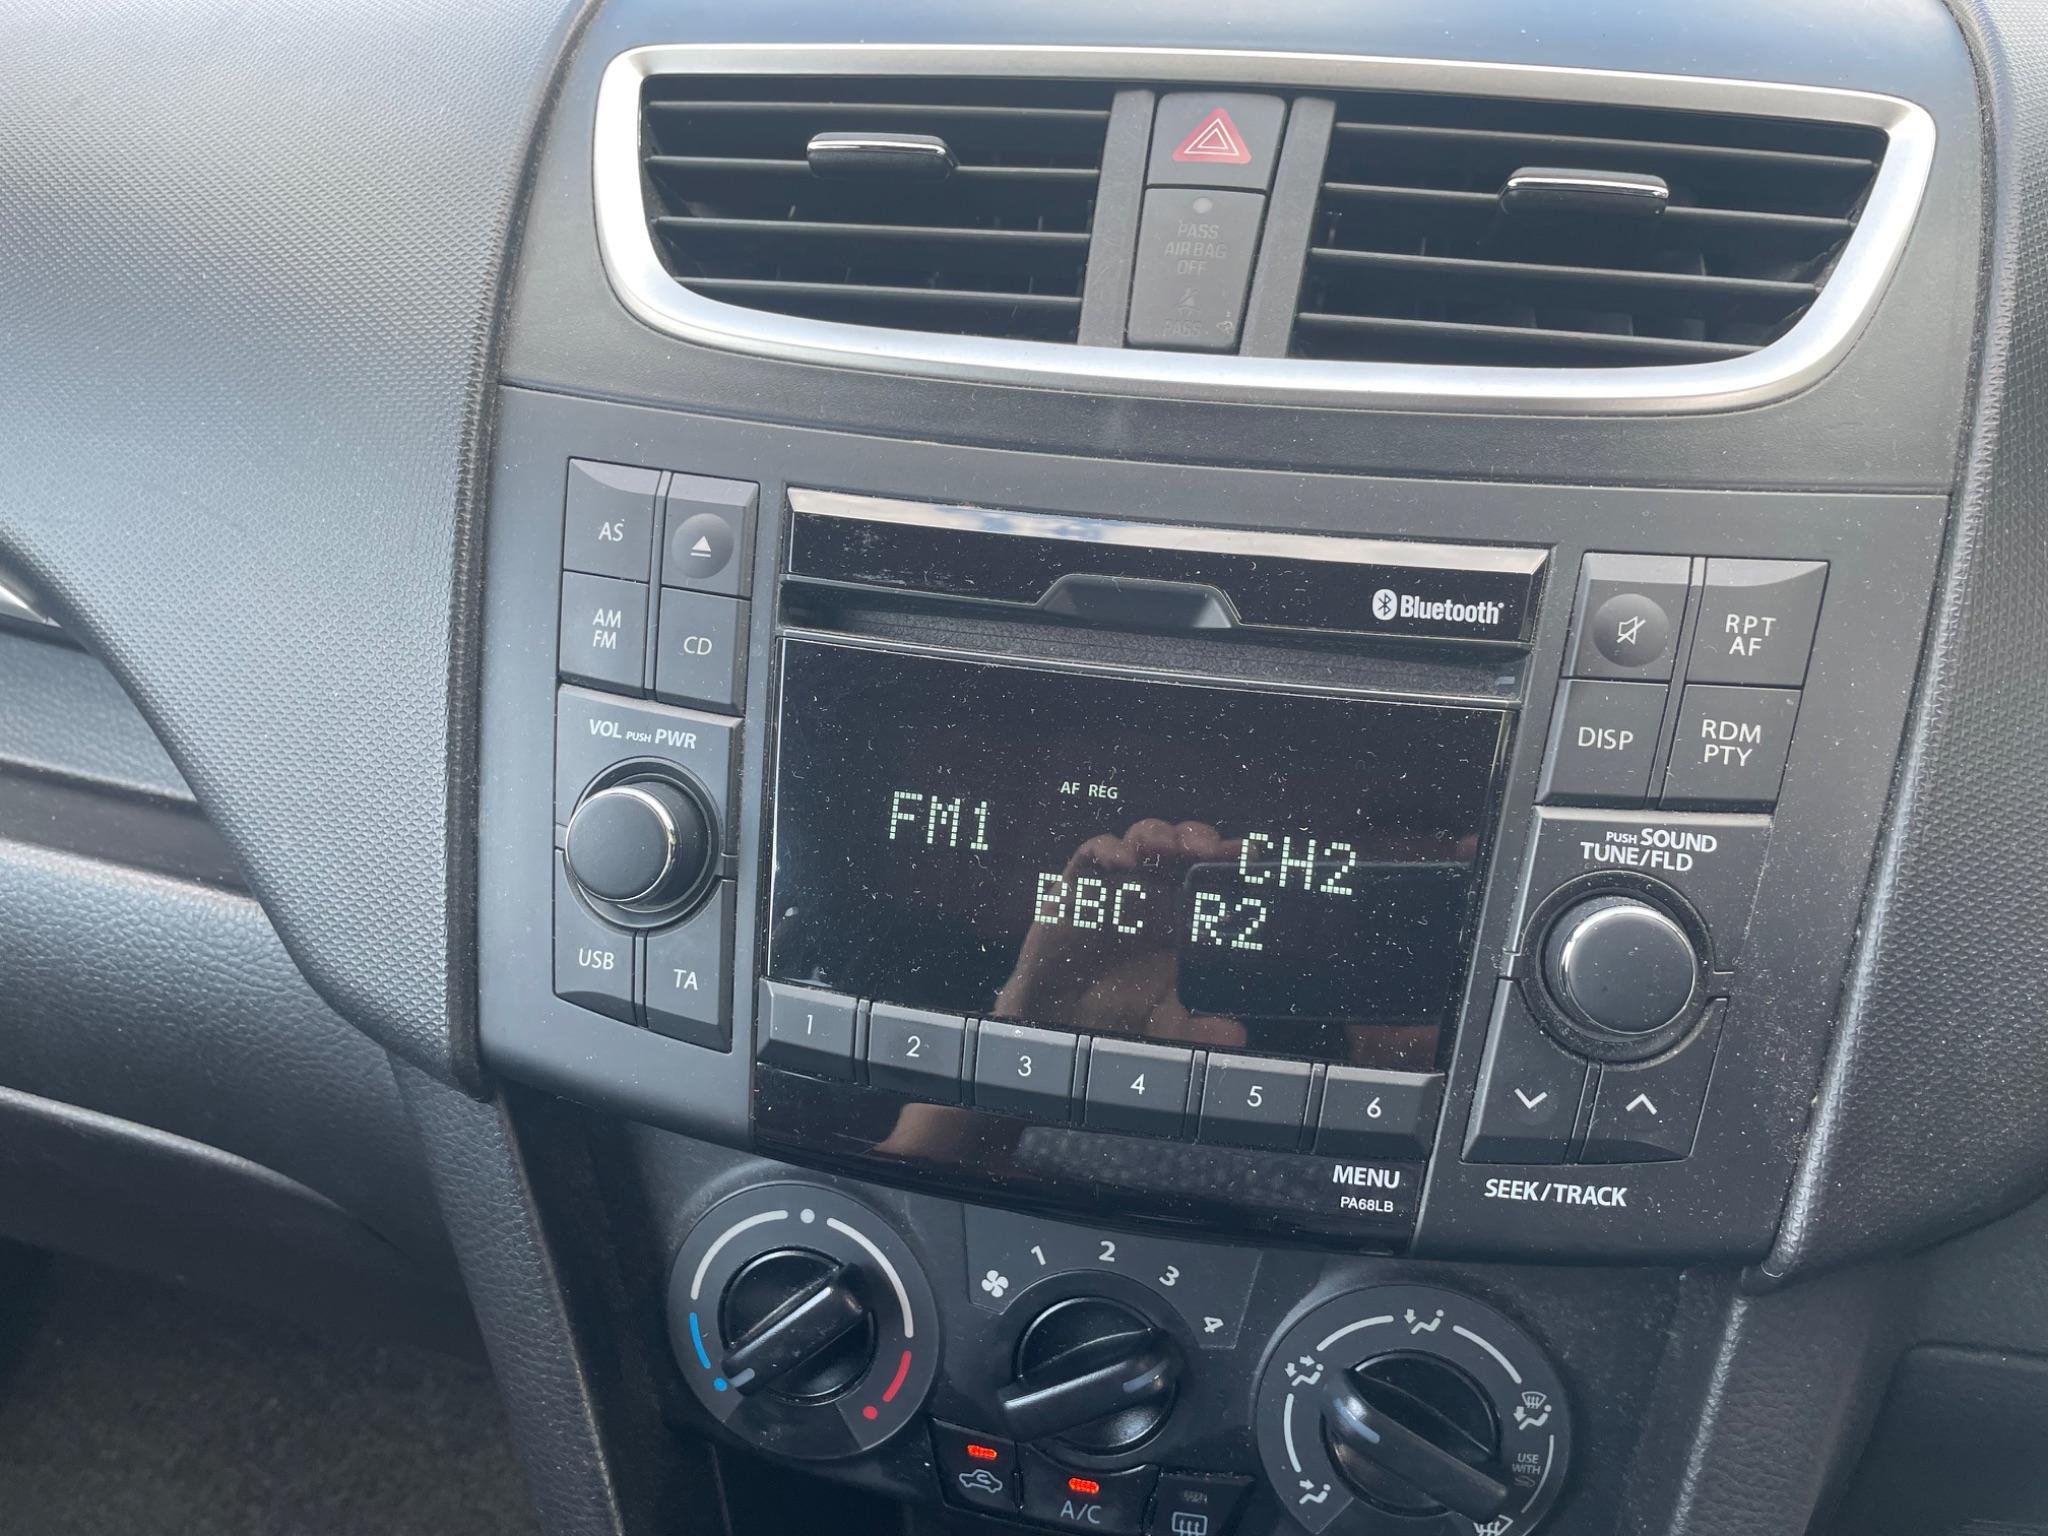 PASS
AIR BAG
OFF
PASS
AS
AM
FM
CD
Bluetooth
RPT
AF
DISP
RDM
PTY
VOL PUSH PWR
USB
TA
AF REG
FM1
CH2
BBC R2
PUSH SOUND
TUNE/FLD
1 2 3 4 5 6
MENU
PA68LB
SEEK/TRACK
1 2 3 4
USE
WITH
A/C